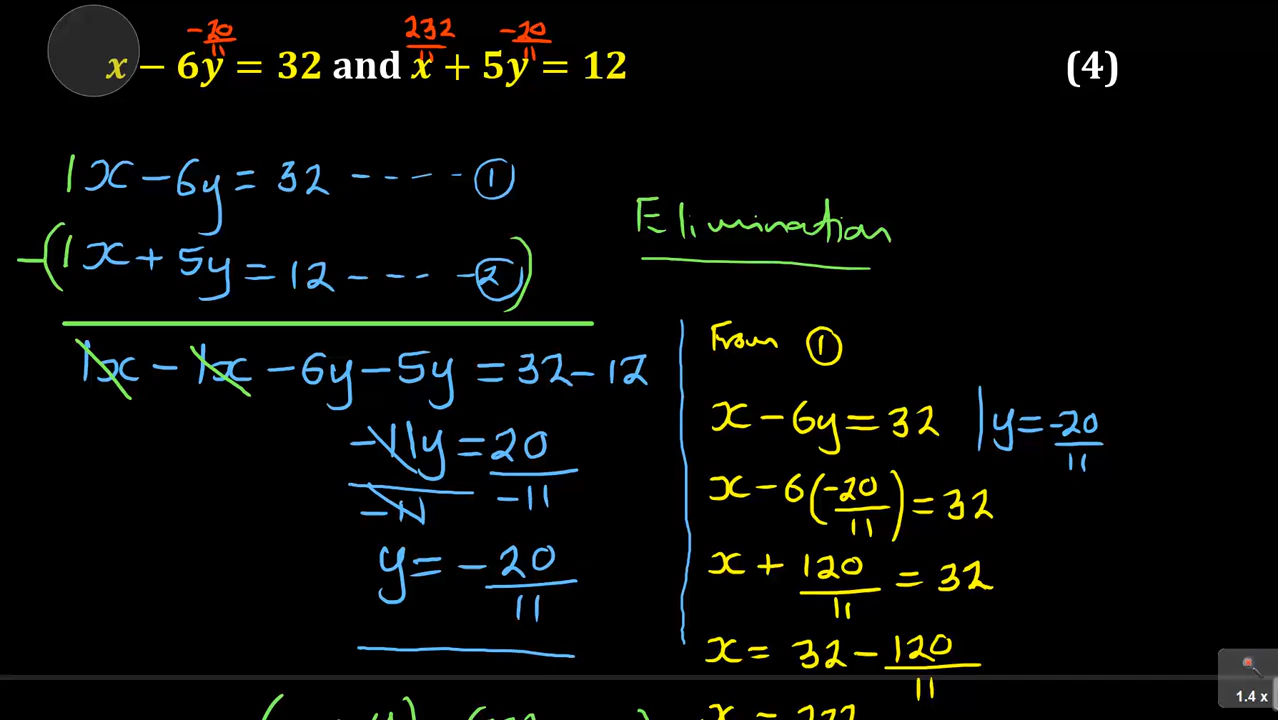 -20/11 232/11 -20/11
x − 6y = 32 and x + 5y = 12 (4)
1x − 6y = 32 ---- ①
−(1x + 5y = 12 --- -②)
Elimination
1x − 1x − 6y − 5y = 32 − 12
-11y/-11 = 20/-11
y = -20/11
From ①
x − 6y = 32 | y = -20/11
x − 6(-20/11) = 32
x + 120/11 = 32
x = 32 − 120/11
1.4 x